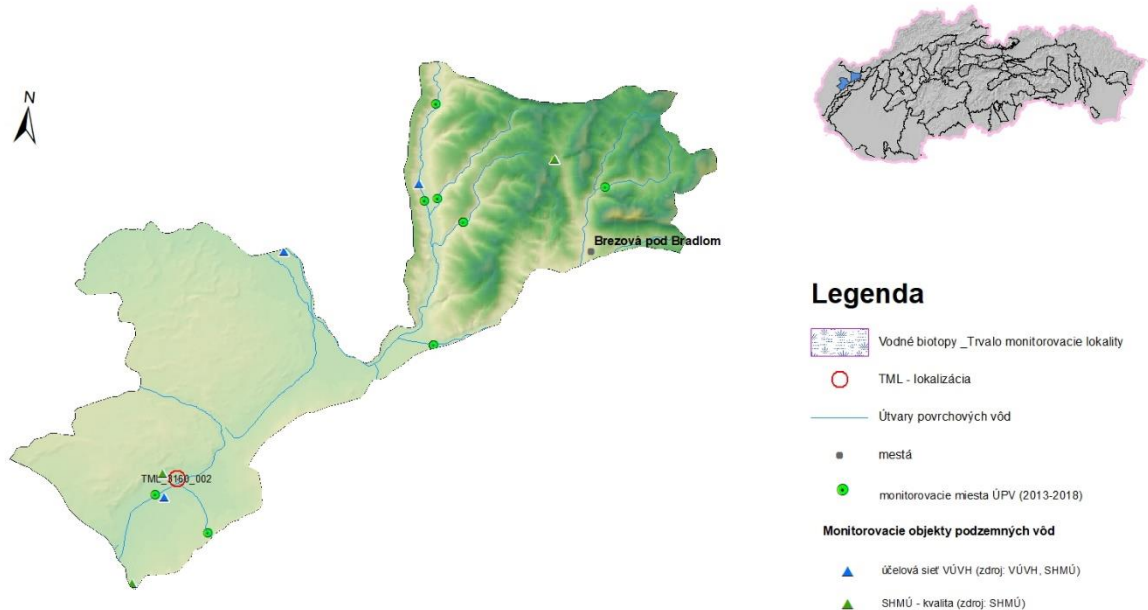 N
Brezová pod Bradlom
TML_3160_002
Legenda
Vodné biotopy _Trvalo monitorovacie lokality
TML - lokalizácia
Útvary povrchových vôd
mestá
monitorovacie miesta ÚPV (2013-2018)
Monitorovacie objekty podzemných vôd
účelová sieť VÚVH (zdroj: VÚVH, SHMÚ)
SHMÚ - kvalita (zdroj: SHMÚ)